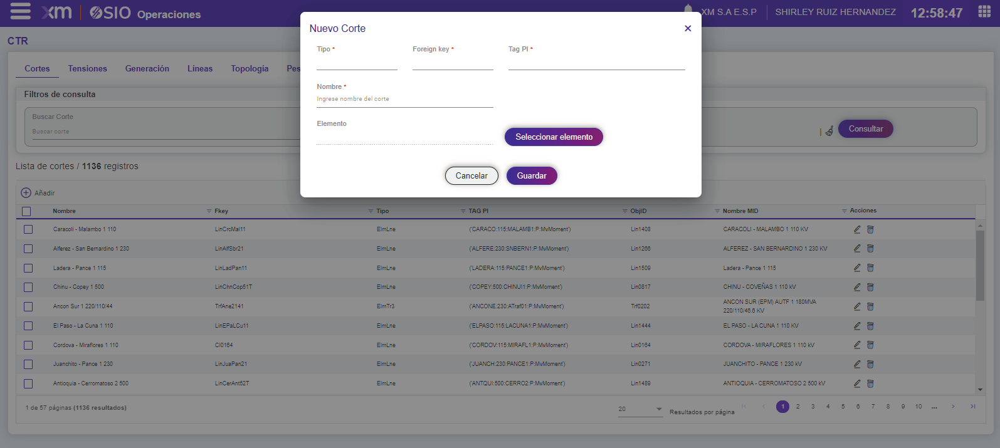 xm OSIO Operaciones
XM S.A E.S.P
SHIRLEY RUIZ HERNANDEZ
12:58:47
CTR
Cortes
Tensiones
Generación
Líneas
Topología
Pes
Filtros de consulta
Buscar Corte
Buscar corte
Consultar
Nuevo Corte
Tipo *
Foreign key *
Tag PI *
Nombre *
Ingrese nombre del corte
Elemento
Seleccionar elemento
Cancelar
Guardar
Lista de cortes / 1136 registros
Añadir
Nombre Fkey Tipo TAG PI ObjID Nombre MID Acciones
Caracoli - Malambo 1 110 LinCrcMal11 ElmLne ('CARACO:115:MALAMB1:P:MvMoment') Lin1408 CARACOLI - MALAMBO 1 110 KV
Alferez - San Bernardino 1 230 LinAlfSbr21 ElmLne ('ALFERE:230:SNBERN1:P:MvMoment') Lin1266 ALFEREZ - SAN BERNARDINO 1 230 KV
Ladera - Pance 1 115 LinLadPan11 ElmLne ('LADERA:115:PANCE1:P:MvMoment') Lin1509 Ladera - Pance 1 115
Chinu - Copey 1 500 LinChnCop51T ElmLne ('COPEY:500:CHINUI1:P:MvMoment') Lin0817 CHINU - COVEÑAS 1 110 kV
Ancon Sur 1 220/110/44 TrfAne2141 ElmTr3 ('ANCONE:230:ATraf01:P:MvMoment') Trf0202 ANCON SUR (EPM) AUTF 1 180MVA
220/110/46.6 KV
El Paso - La Cuna 1 110 LinEPaLCu11 ElmLne ('ELPASO:115:LACUNA1:P:MvMoment') Lin1444 EL PASO - LA CUNA 1 110 KV
Cordova - Miraflores 1 110 Cl0164 ElmLne ('CORDOV:115:MIRAFL1:P:MvMoment') Lin0164 CORDOVA - MIRAFLORES 1 110 kV
Juanchito - Pance 1 230 LinJuaPan21 ElmLne ('JUANCH:230:PANCE1:P:MvMoment') Lin0271 JUANCHITO - PANCE 1 230 kV
Antioquia - Cerromatoso 2 500 LinCerAnt52T ElmLne ('ANTQUI:500:CERRO2:P:MvMoment') Lin1489 ANTIOQUIA - CERROMATOSO 2 500 kV
1 de 57 páginas (1136 resultados)
20
Resultados por página
1 2 3 4 5 6 7 8 9 10 ...